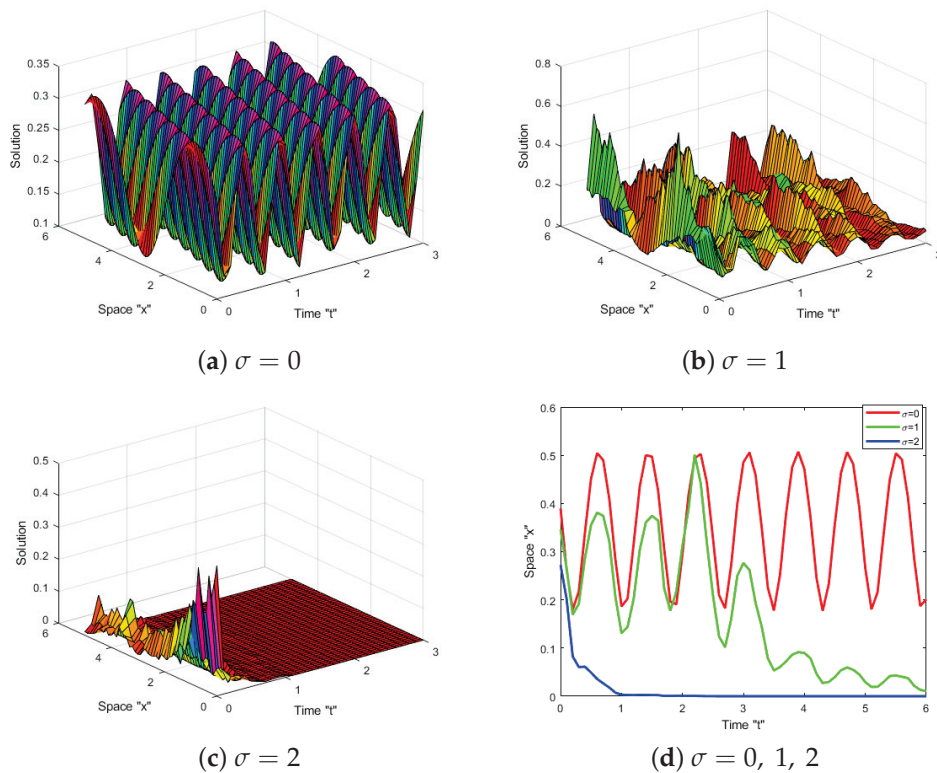 0.35
0.3
0.25
0.2
0.15
0.1
Solution
6
4
2
0
Space "x"
0
1
2
3
Time "t"
(a) σ = 0
1
0.8
0.6
0.4
0.2
0
Solution
6
4
2
0
Space "x"
0
1
2
3
Time "t"
(b) σ = 1
0.5
0.4
0.3
0.2
0.1
0
Solution
6
4
2
0
Space "x"
0
1
2
3
Time "t"
(c) σ = 2
0.6
0.5
0.4
0.3
0.2
0.1
0
Space "x"
σ=0
σ=1
σ=2
0 1 2 3 4 5 6
Time "t"
(d) σ = 0, 1, 2